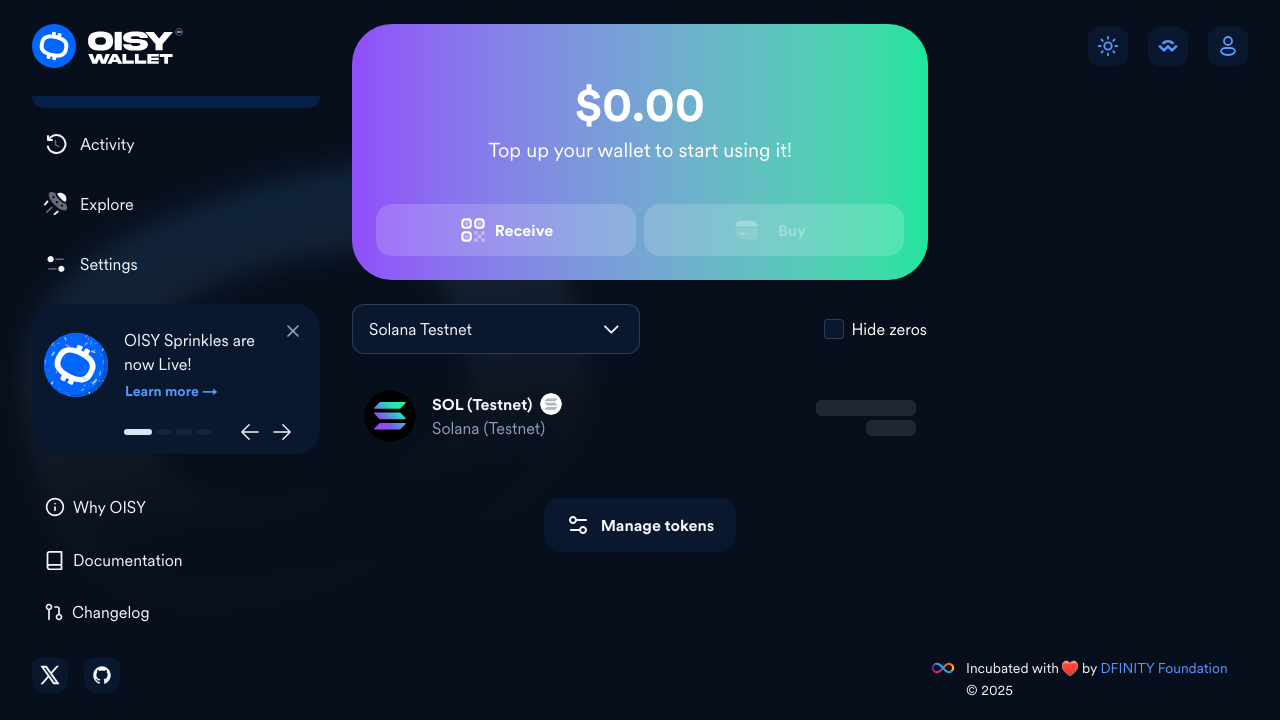 OISY
WALLET
$0.00
Top up your wallet to start using it!
Receive
Buy
Activity
Explore
Settings
OISY Sprinkles are
now Live!
Learn more →
Why OISY
Documentation
Changelog
Solana Testnet
Hide zeros
SOL (Testnet)
Solana (Testnet)
Manage tokens
Incubated with ❤️ by DFINITY Foundation
© 2025